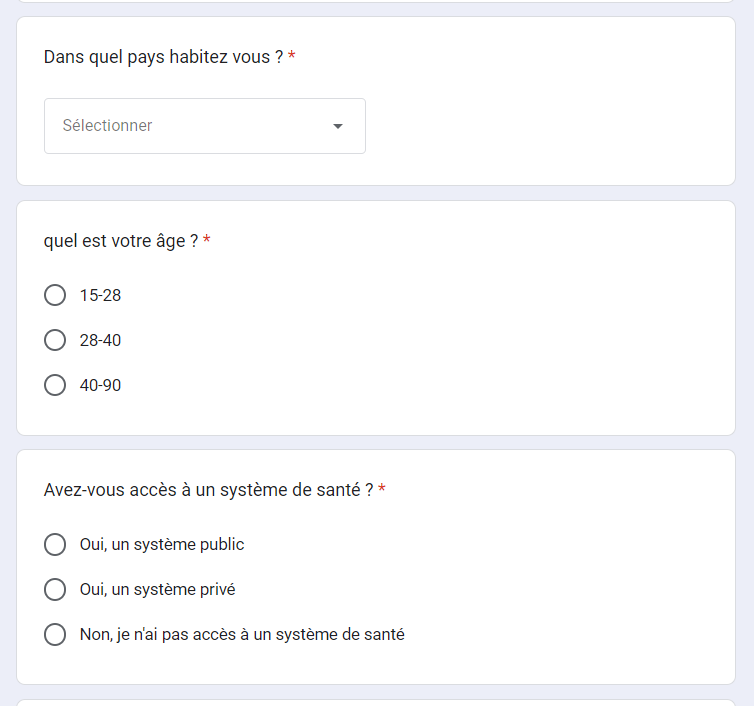 Dans quel pays habitez vous ? *
Sélectionner
quel est votre âge ? *
15-28
28-40
40-90
Avez-vous accès à un système de santé ? *
Oui, un système public
Oui, un système privé
Non, je n'ai pas accès à un système de santé